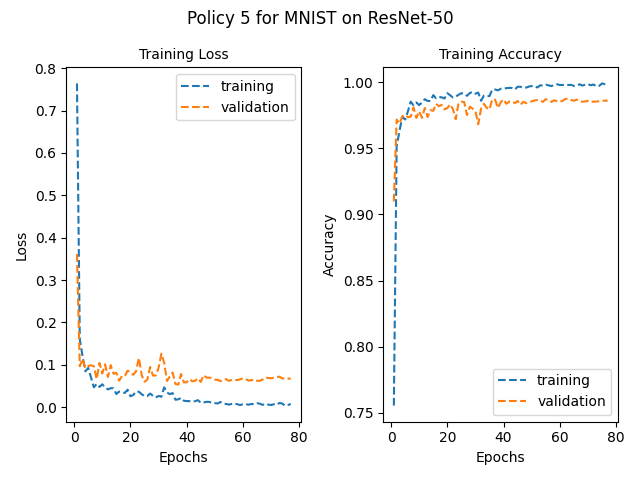 Policy 5 for MNIST on ResNet-50
Training Loss
0.8
0.7
0.6
0.5
0.4
0.3
0.2
0.1
0.0
Loss
0 20 40 60 80
Epochs
training
validation
Training Accuracy
1.00
0.95
0.90
0.85
0.80
0.75
Accuracy
0 20 40 60 80
Epochs
training
validation